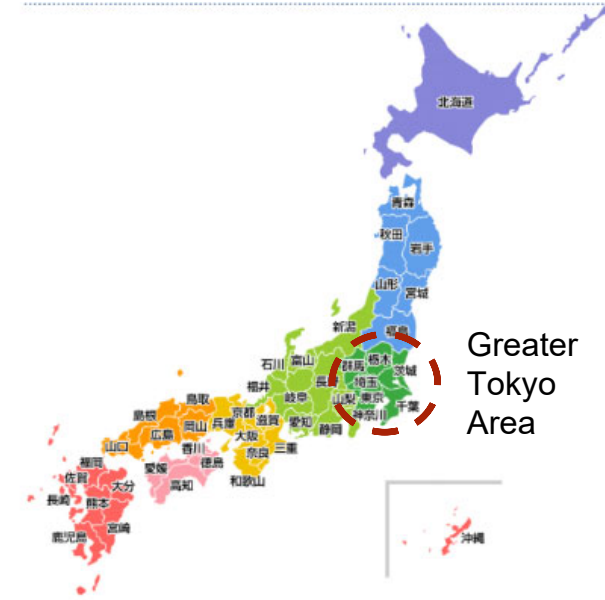 北海道
青森
秋田
岩手
山形
宮城
新潟
福島
Greater
Tokyo
Area
石川
富山
群馬
栃木
茨城
福井
長野
埼玉
岐阜
山梨
東京
千葉
愛知
静岡
神奈川
鳥取
島根
岡山
兵庫
京都
滋賀
広島
大阪
三重
山口
香川
奈良
福岡
愛媛
徳島
和歌山
佐賀
大分
高知
長崎
熊本
宮崎
鹿児島
沖縄